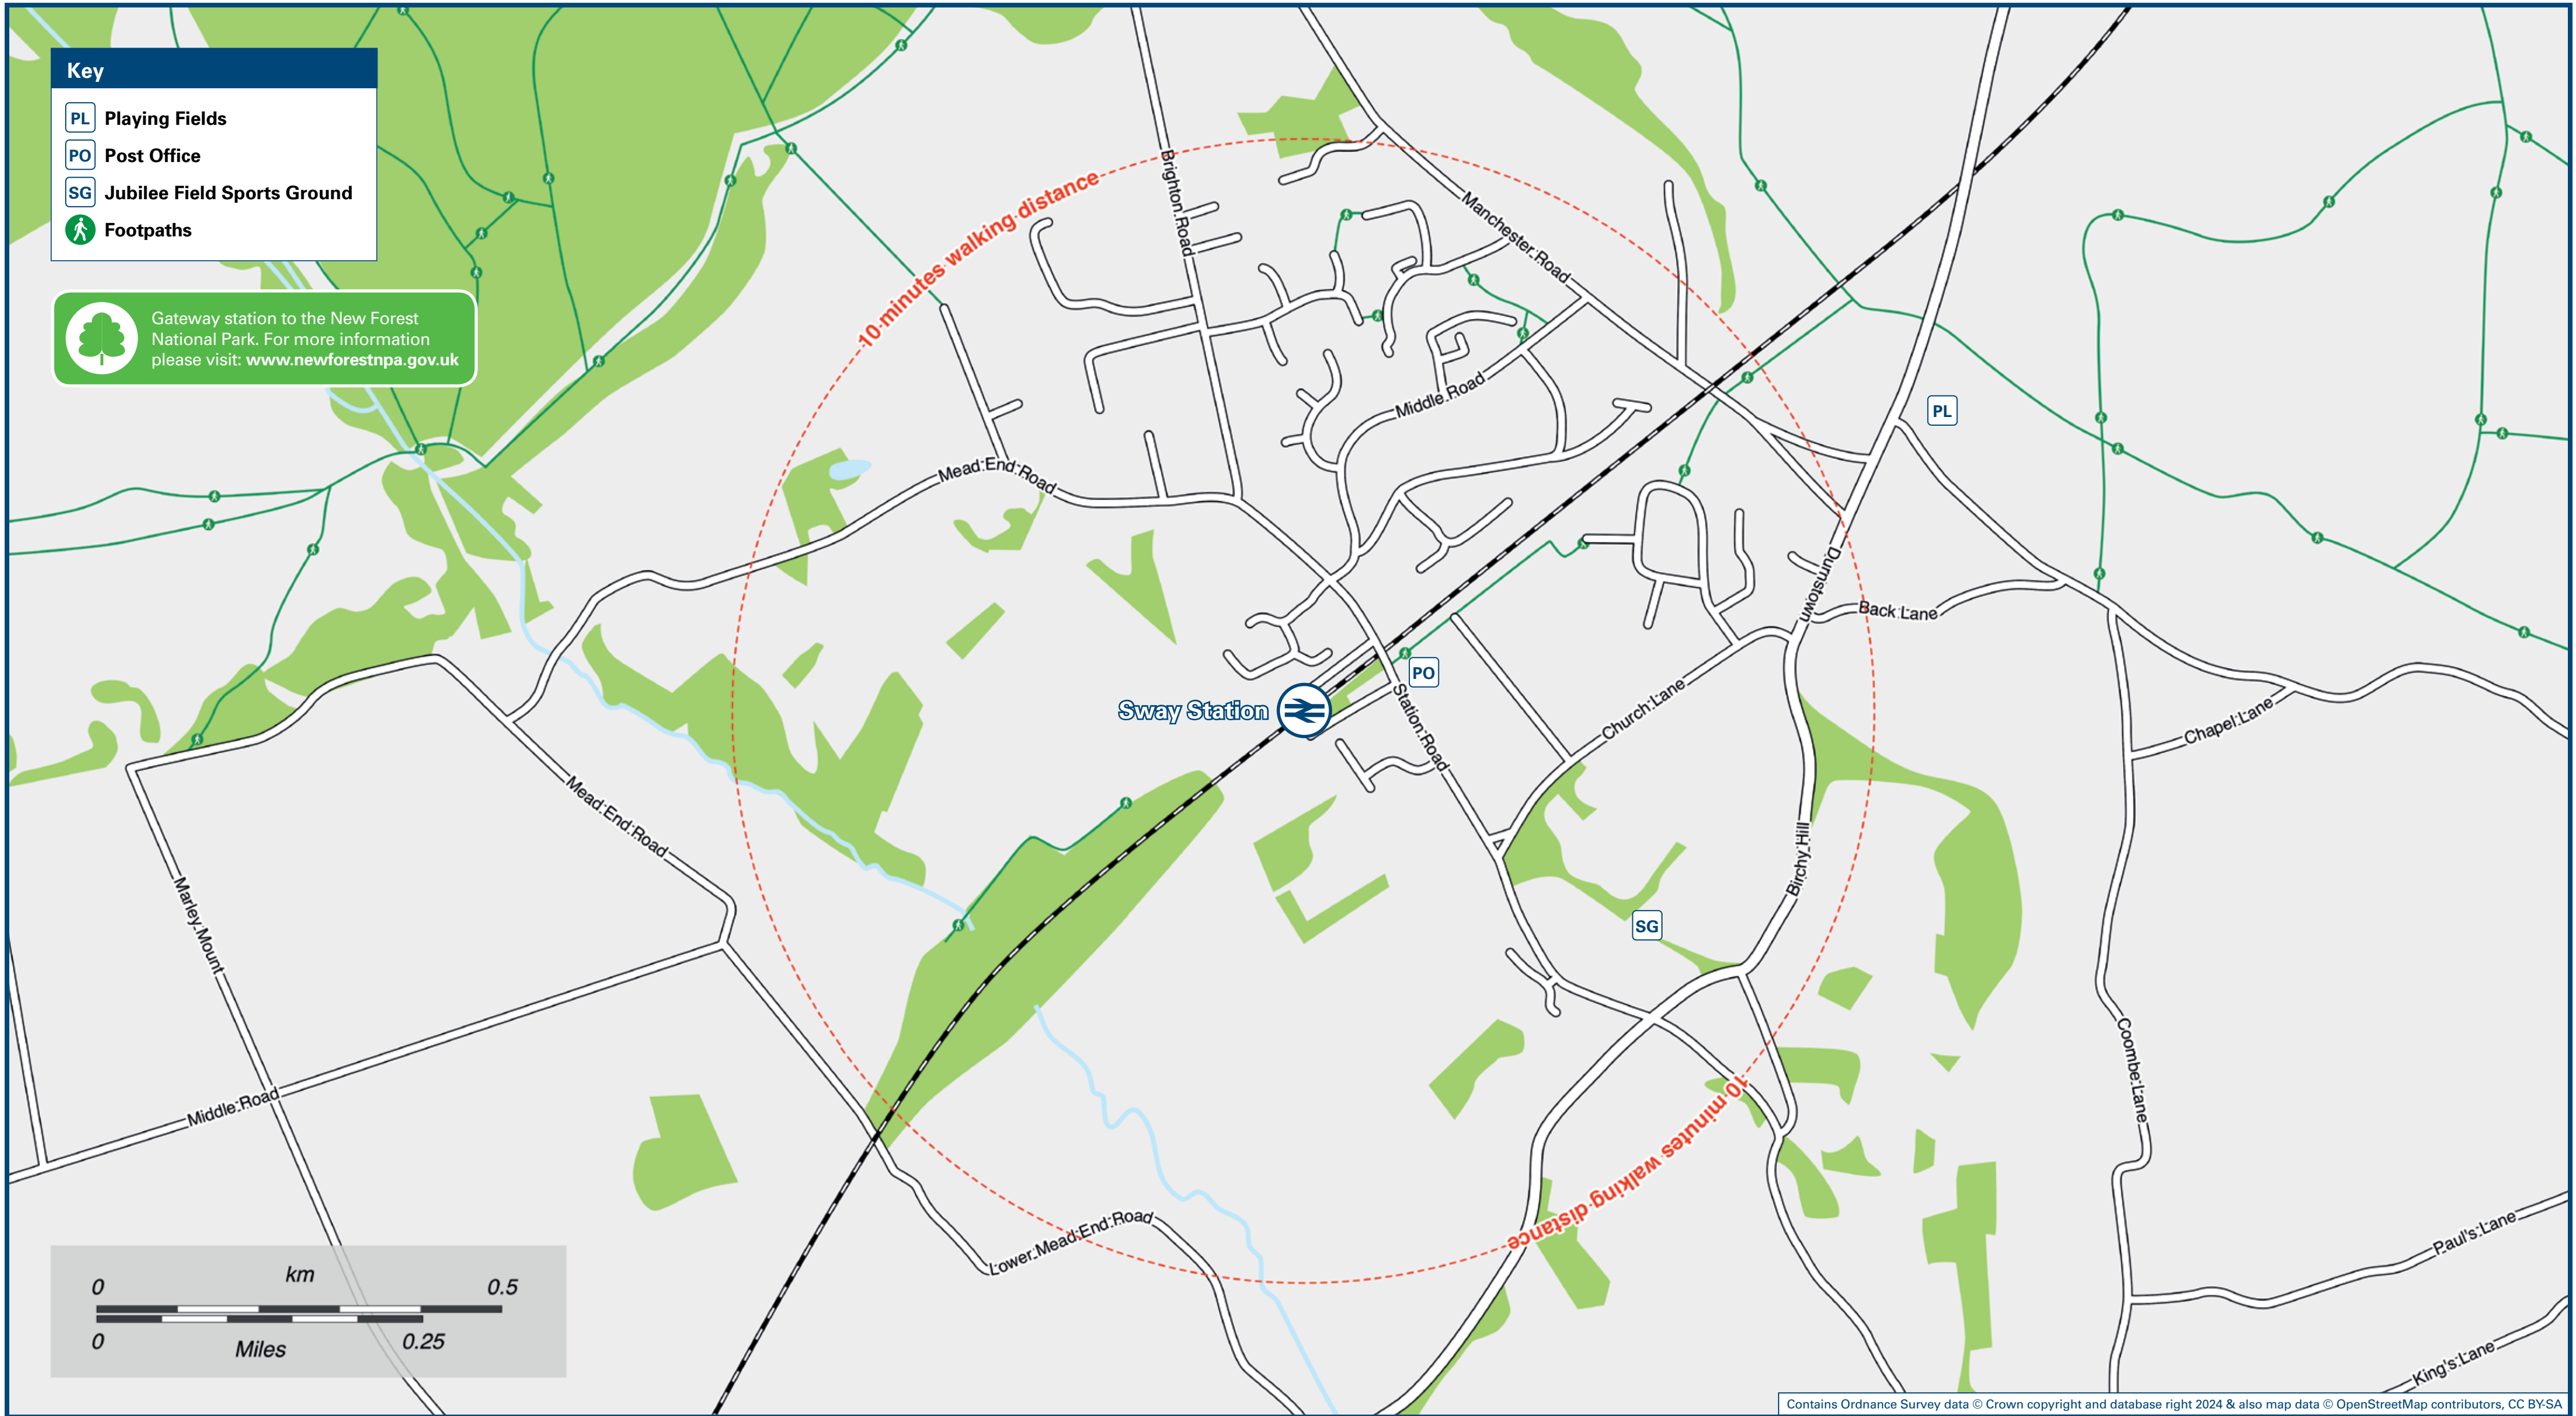 Key
PL Playing Fields
PO Post Office
SG Jubilee Field Sports Ground
Footpaths
Gateway station to the New Forest
National Park. For more information
please visit: www.newforestnpa.gov.uk
10 minutes walking distance
Brighton Road
Manchester Road
Middle Road
Mead End Road
PL
Durnstown
Back Lane
PO
Sway Station
Station Road
Church Lane
Chapel Lane
Mead End Road
Birchy Hill
Marley Mount
SG
Coombe Lane
Middle Road
10 minutes walking distance
Lower Mead End Road
Paul's Lane
King's Lane
0 km 0.5
0 Miles 0.25
Contains Ordnance Survey data © Crown copyright and database right 2024 & also map data © OpenStreetMap contributors, CC BY-SA